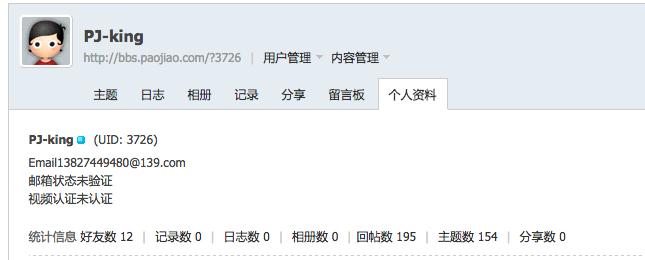 PJ-king
http://bbs.paojiao.com/?3726 | 用户管理 内容管理
主题 日志 相册 记录 分享 留言板 个人资料
PJ-king (UID: 3726)
Email13827449480@139.com
邮箱状态未验证
视频认证未认证
统计信息 好友数 12 | 记录数 0 | 日志数 0 | 相册数 0 | 回帖数 195 | 主题数 154 | 分享数 0